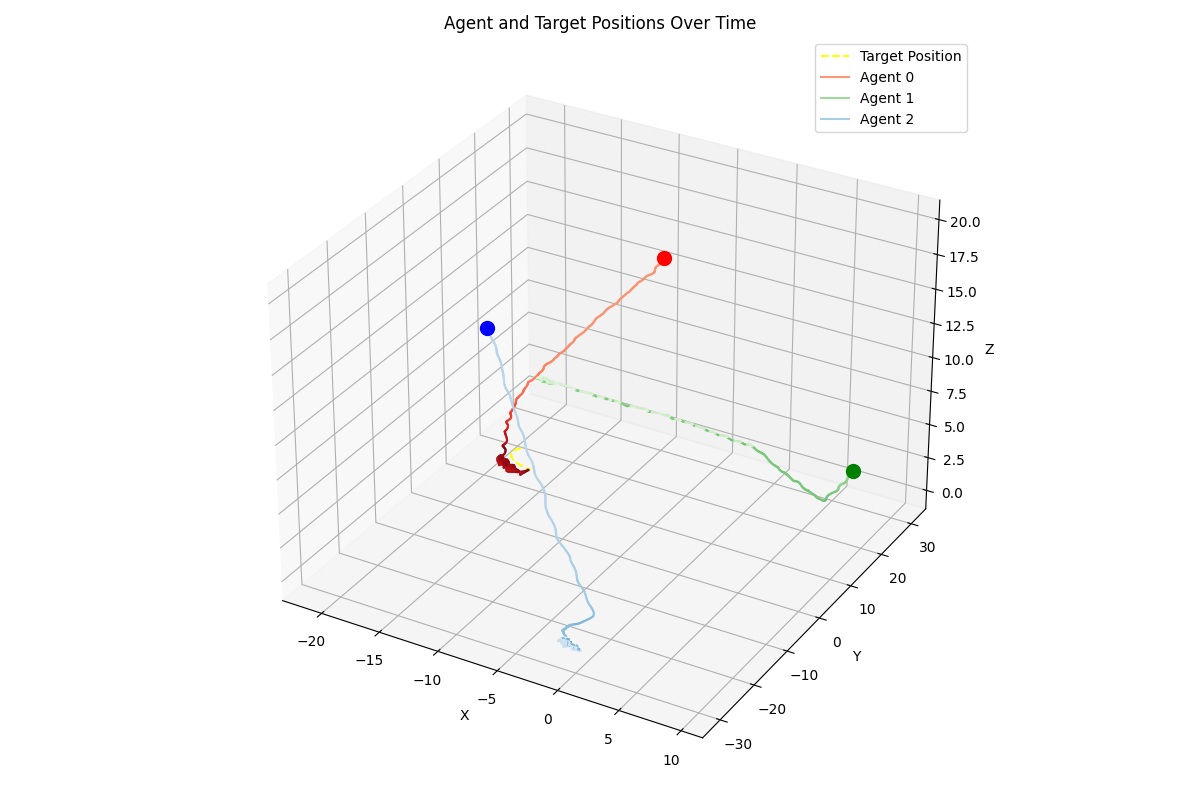 Agent and Target Positions Over Time
Target Position
Agent 0
Agent 1
Agent 2
20.0
17.5
15.0
12.5
Z
10.0
7.5
5.0
2.5
0.0
30
20
10
0
Y
−10
−20
−30
−20
−15
−10
−5
X
0
5
10